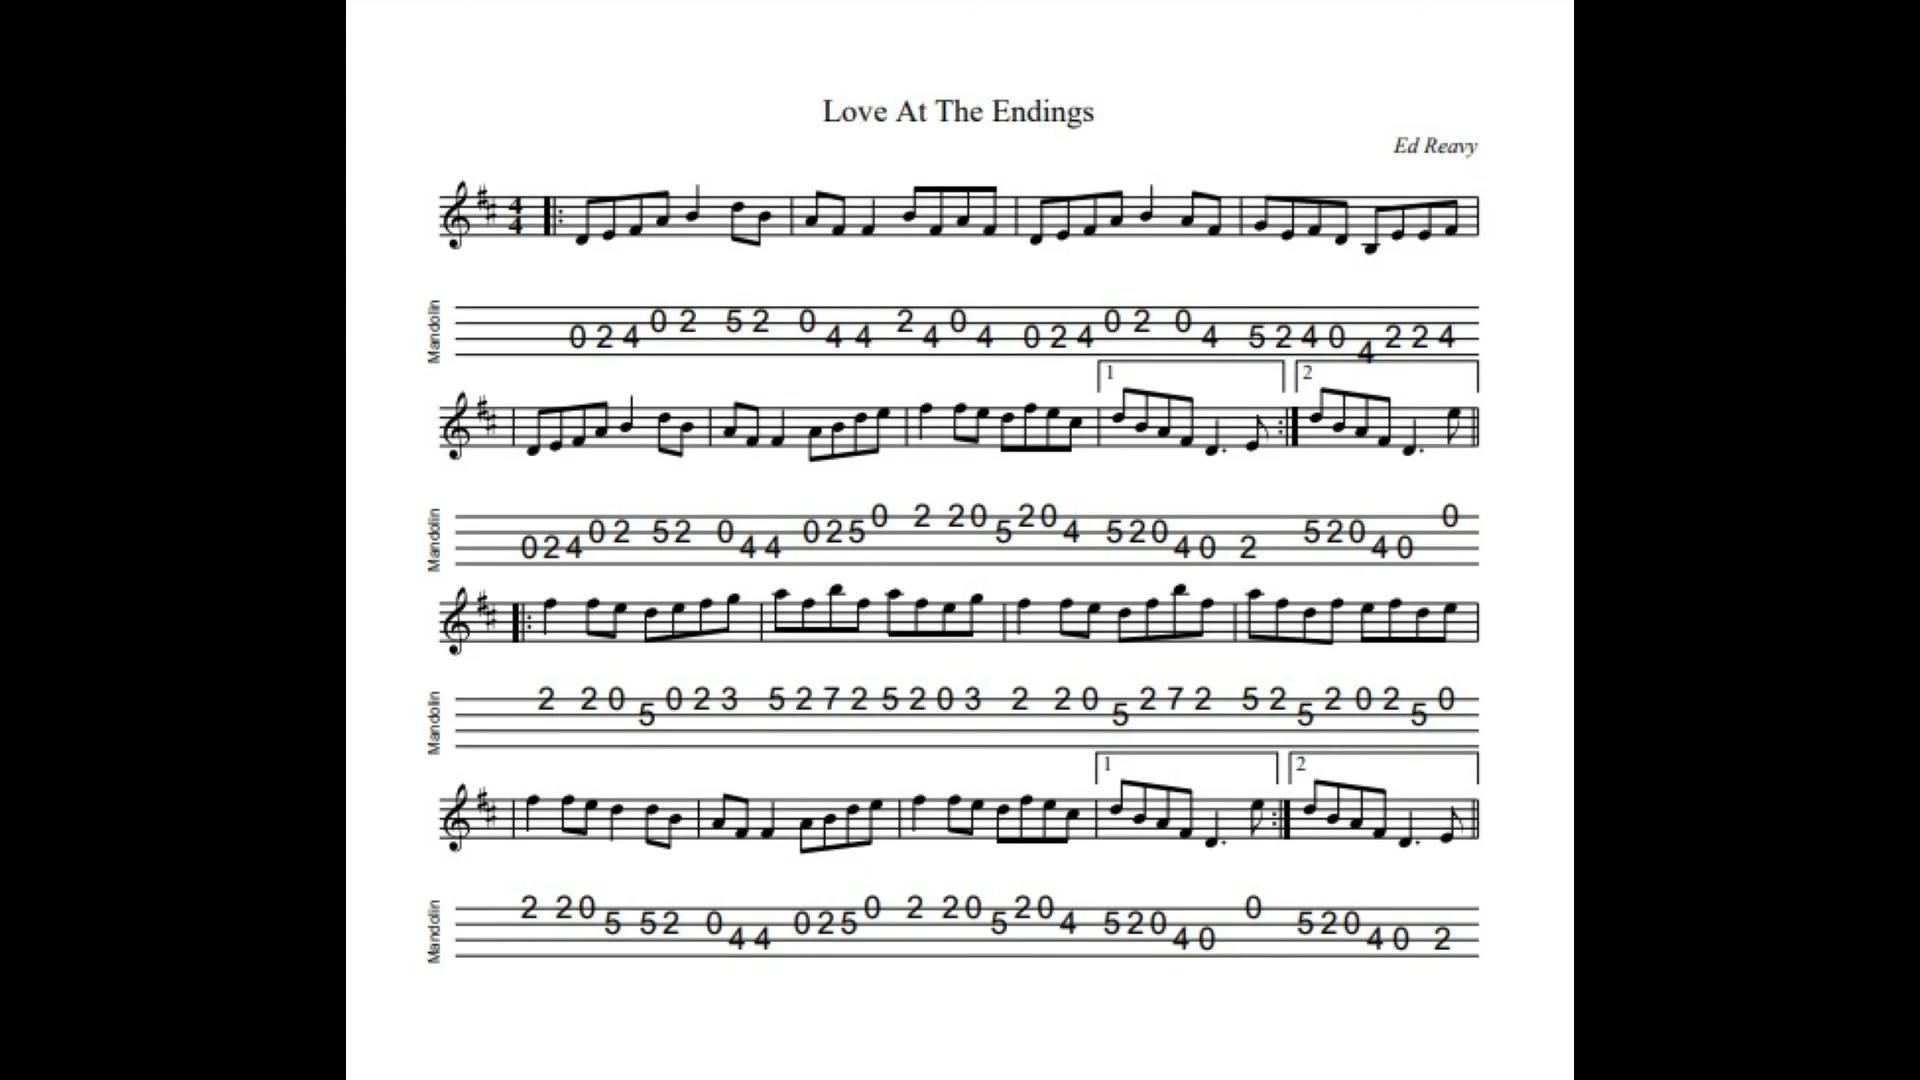 Love At The Endings
Ed Reavy
4
4
Mandolin
0 2 4 0 2 5 2 0 4 4 2 4 0 4 0 2 4 0 2 0 4 5 2 4 0 4 2 2 4
1 2
Mandolin
0 2 4 0 2 5 2 0 4 4 0 2 5 0 2 2 0 5 2 0 4 5 2 0 4 0 2 5 2 0 4 0 0
Mandolin
2 2 0 5 0 2 3 5 2 7 2 5 2 0 3 2 2 0 5 2 7 2 5 2 5 2 0 2 5 0
1 2
Mandolin
2 2 0 5 5 2 0 4 4 0 2 5 0 2 2 0 5 2 0 4 5 2 0 4 0 0 5 2 0 4 0 2